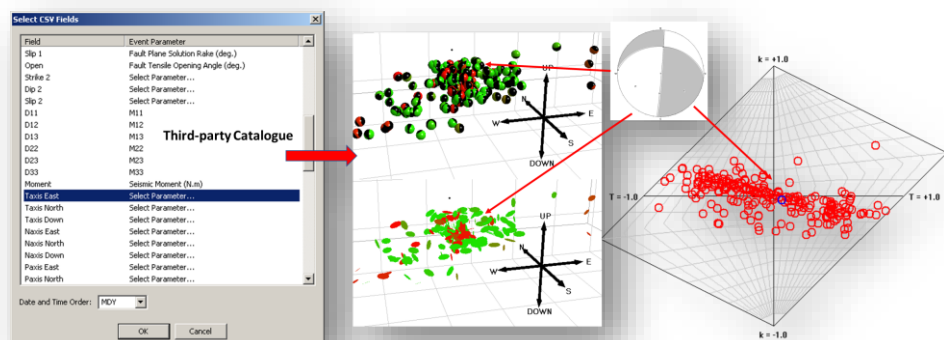 Select CSV Fields
Field Event Parameter
Slip 1 Fault Plane Solution Rake (deg.)
Open Fault Tensile Opening Angle (deg.)
Strike 2 Select Parameter...
Dip 2 Select Parameter...
Slip 2 Select Parameter...
D11 M11
D12 M12
D13 M13
D22 M22
D23 M23
D33 M33
Moment Seismic Moment (N.m)
Taxis East Select Parameter...
Taxis North Select Parameter...
Taxis Down Select Parameter...
Naxis East Select Parameter...
Naxis North Select Parameter...
Naxis Down Select Parameter...
Paxis East Select Parameter...
Paxis North Select Parameter...
Date and Time Order: MDY
OK Cancel
Third-party Catalogue
UP
N
E
W
S
DOWN
UP
N
E
W
S
DOWN
k = +1.0
T = -1.0
T = +1.0
k = -1.0